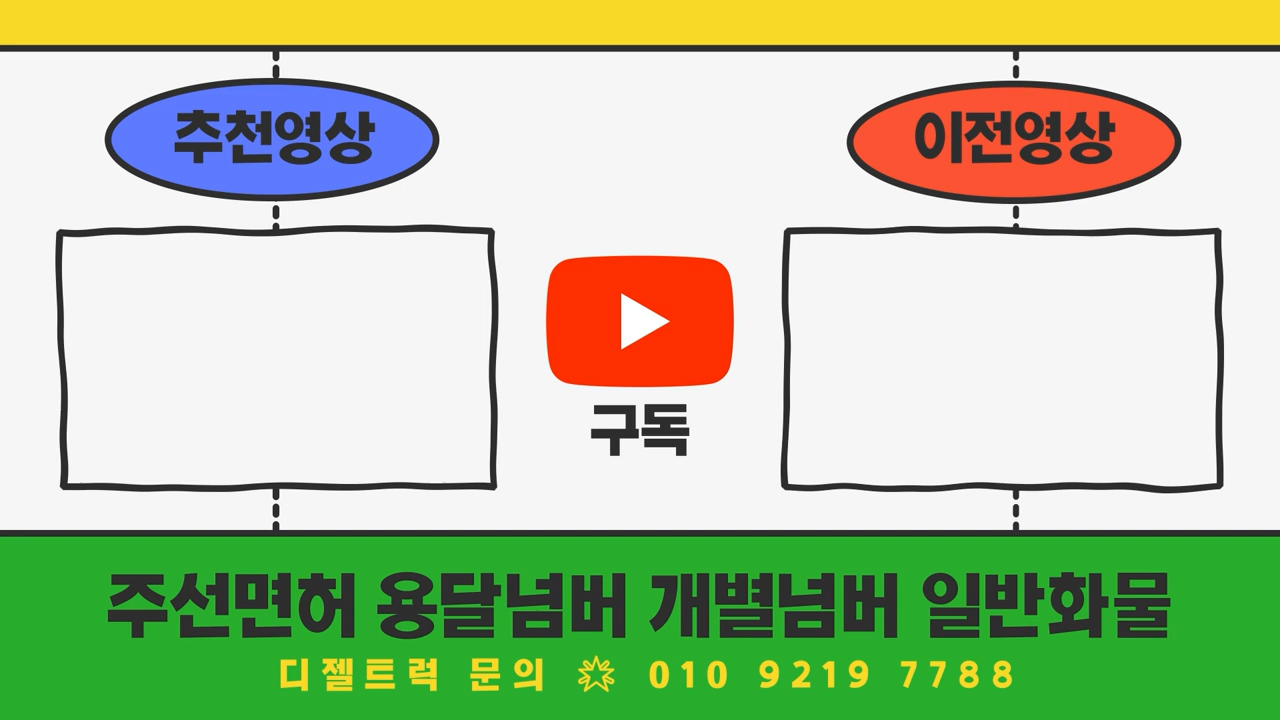 추천영상
이전영상
구독
주선면허 용달넘버 개별넘버 일반화물
디젤트럭 문의 010 9219 7788